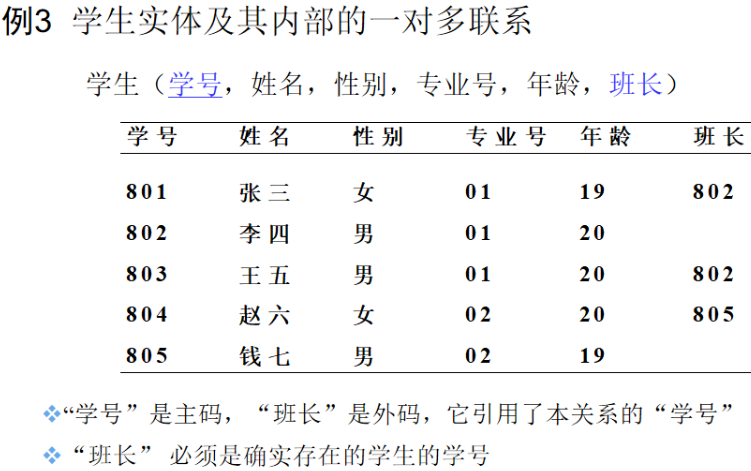 例3 学生实体及其内部的一对多联系
学生（学号，姓名，性别，专业号，年龄，班长）
学号 姓名 性别 专业号 年龄 班长
801 张三 女 01 19 802
802 李四 男 01 20
803 王五 男 01 20 802
804 赵六 女 02 20 805
805 钱七 男 02 19
❖“学号”是主码，“班长”是外码，它引用了本关系的“学号”
❖“班长” 必须是确实存在的学生的学号